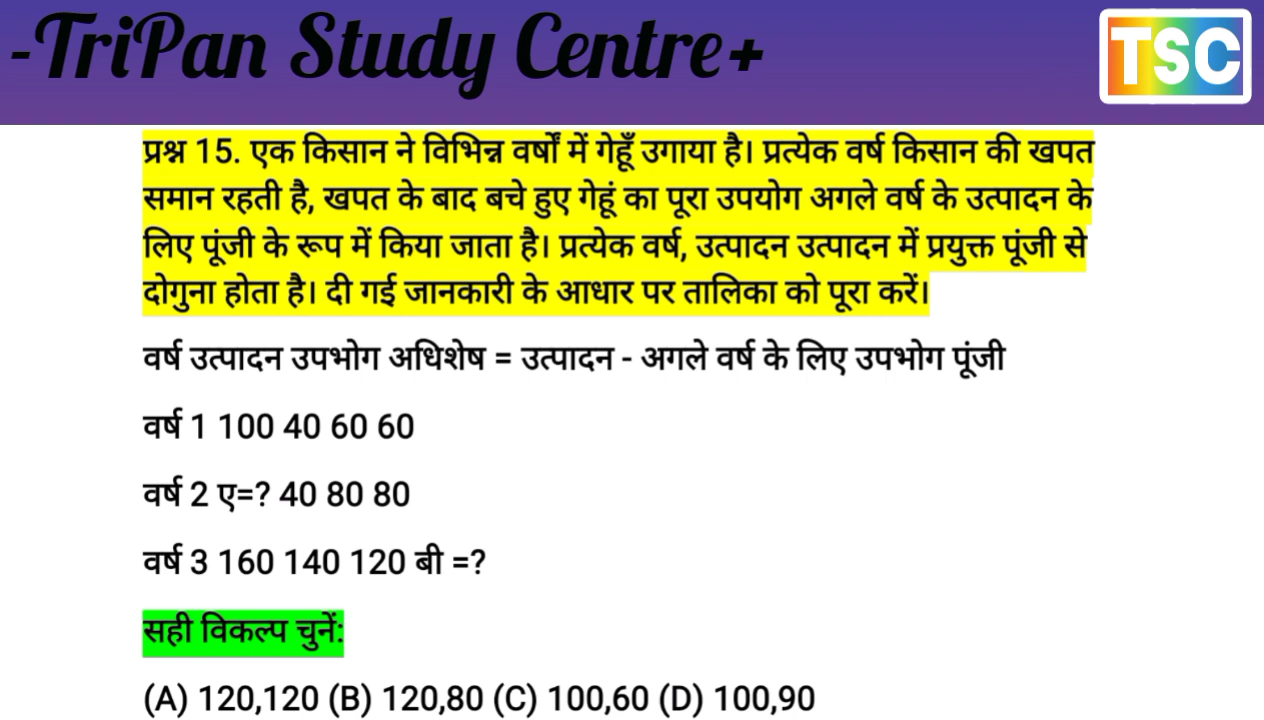 -TriPan Study Centre+
TSC
प्रश्न 15. एक किसान ने विभिन्न वर्षों में गेहूँ उगाया है। प्रत्येक वर्ष किसान की खपत
समान रहती है, खपत के बाद बचे हुए गेहूं का पूरा उपयोग अगले वर्ष के उत्पादन के
लिए पूंजी के रूप में किया जाता है। प्रत्येक वर्ष, उत्पादन उत्पादन में प्रयुक्त पूंजी से
दोगुना होता है। दी गई जानकारी के आधार पर तालिका को पूरा करें।
वर्ष उत्पादन उपभोग अधिशेष = उत्पादन - अगले वर्ष के लिए उपभोग पूंजी
वर्ष 1 100 40 60 60
वर्ष 2 ए=? 40 80 80
वर्ष 3 160 140 120 बी =?
सही विकल्प चुनें:
(A) 120,120 (B) 120,80 (C) 100,60 (D) 100,90